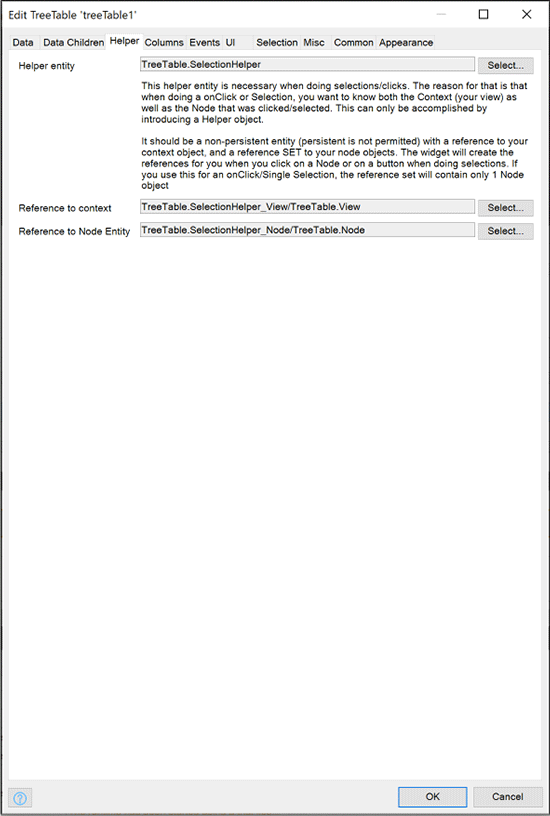 Edit TreeTable 'treeTable1'
Data Data Children Helper Columns Events UI Selection Misc Common Appearance
Helper entity TreeTable.SelectionHelper Select...
This helper entity is necessary when doing selections/clicks. The reason for that is that
when doing a onClick or Selection, you want to know both the Context (your view) as
well as the Node that was clicked/selected. This can only be accomplished by
introducing a Helper object.
It should be a non-persistent entity (persistent is not permitted) with a reference to your
context object, and a reference SET to your node objects. The widget will create the
references for you when you click on a Node or on a button when doing selections. If
you use this for an onClick/Single Selection, the reference set will contain only 1 Node
object
Reference to context TreeTable.SelectionHelper_View/TreeTable.View Select...
Reference to Node Entity TreeTable.SelectionHelper_Node/TreeTable.Node Select...
? OK Cancel